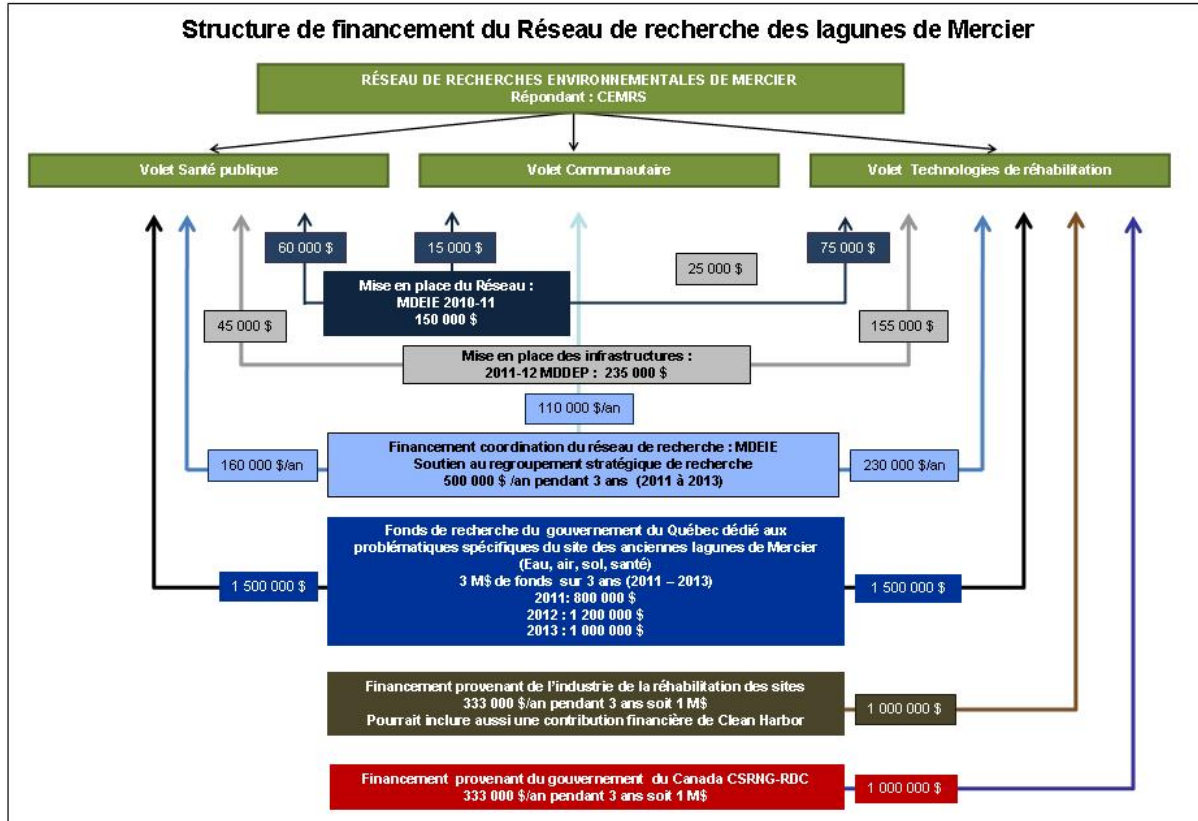 Structure de financement du Réseau de recherche des lagunes de Mercier
RÉSEAU DE RECHERCHES ENVIRONNEMENTALES DE MERCIER
Répondant : CEMRS
Volet Santé publique
Volet Communautaire
Volet Technologies de réhabilitation
60 000 $
15 000 $
75 000 $
25 000 $
Mise en place du Réseau :
MDEIE 2010-11
150 000 $
45 000 $
155 000 $
Mise en place des infrastructures :
2011-12 MDDEP : 235 000 $
110 000 $/an
160 000 $/an
Financement coordination du réseau de recherche : MDEIE
Soutien au regroupement stratégique de recherche
500 000 $ /an pendant 3 ans (2011 à 2013)
230 000 $/an
1 500 000 $
Fonds de recherche du gouvernement du Québec dédié aux
problématiques spécifiques du site des anciennes lagunes de Mercier
(Eau, air, sol, santé)
3 M$ de fonds sur 3 ans (2011 – 2013)
2011: 800 000 $
2012 : 1 200 000 $
2013 : 1 000 000 $
1 500 000 $
Financement provenant de l'industrie de la réhabilitation des sites
333 000 $/an pendant 3 ans soit 1 M$
Pourrait inclure aussi une contribution financière de Clean Harbor
1 000 000 $
Financement provenant du gouvernement du Canada CSRNG-RDC
333 000 $/an pendant 3 ans soit 1 M$
1 000 000 $